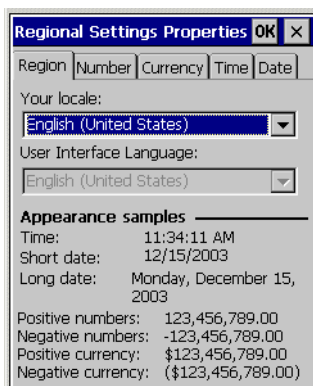 Regional Settings Properties OK ×
Region Number Currency Time Date
Your locale:
English (United States)
User Interface Language:
English (United States)
Appearance samples
Time: 11:34:11 AM
Short date: 12/15/2003
Long date: Monday, December 15,
2003
Positive numbers: 123,456,789.00
Negative numbers: -123,456,789.00
Positive currency: $123,456,789.00
Negative currency: ($123,456,789.00)